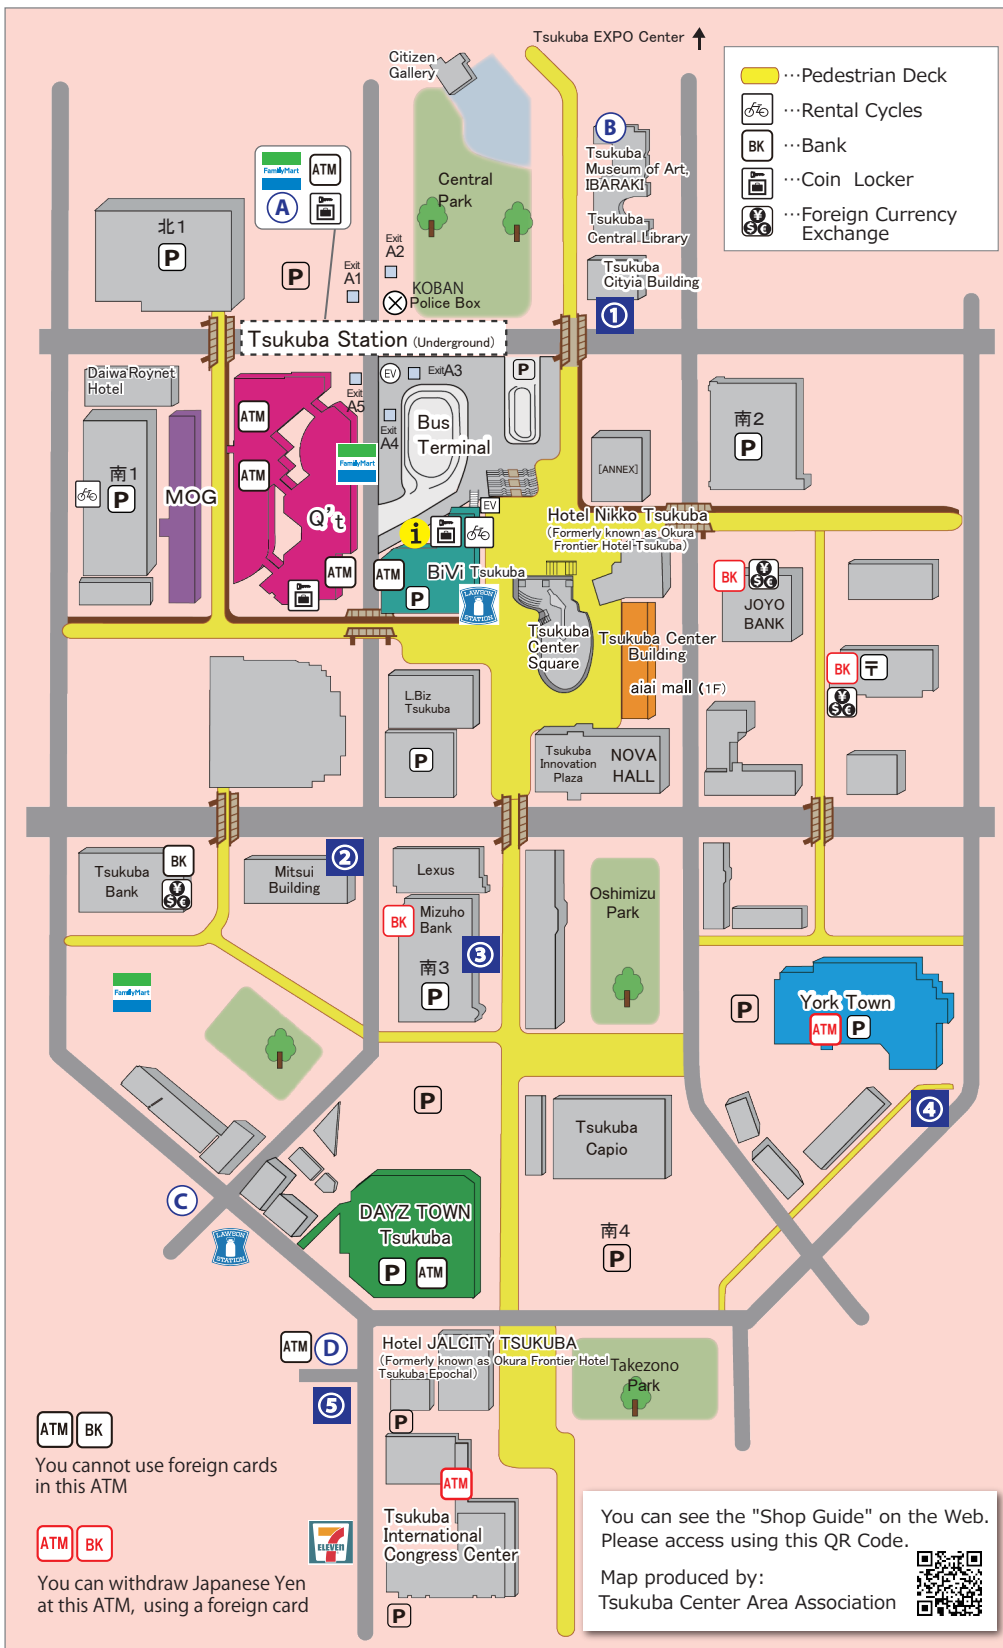 Tsukuba EXPO Center
Citizen
Gallery
…Pedestrian Deck
…Rental Cycles
BK …Bank
…Coin Locker
…Foreign Currency
Exchange
B
Tsukuba
Museum of Art,
IBARAKI
Tsukuba
Central Library
Tsukuba
Cityia Building
①
Central
Park
FamilyMart
ATM
A
北1
P
P
Exit
A1
Exit
A2
KOBAN
Police Box
Tsukuba Station (Underground)
Daiwa Roynet
Hotel
南1
P
MOG
ATM
ATM
Q't
ATM
Exit
A5
FamilyMart
EV
Exit A3
Exit
A4
Bus
Terminal
P
EV
i
ATM
BiVi Tsukuba
P
LAWSON
STATION
[ANNEX]
南2
P
Hotel Nikko Tsukuba
(Formerly known as Okura
Frontier Hotel Tsukuba)
BK
JOYO
BANK
Tsukuba
Center
Square
Tsukuba Center
Building
aiai mall (1F)
BK 〒
L.Biz
Tsukuba
P
Tsukuba
Innovation
Plaza
NOVA
HALL
Tsukuba
Bank
BK
Mitsui
Building
②
Lexus
BK
Mizuho
Bank
南3
P
③
Oshimizu
Park
FamilyMart
P
York Town
ATM P
④
P
Tsukuba
Capio
C
LAWSON
STATION
DAYZ TOWN
Tsukuba
P ATM
南4
P
ATM D
⑤
Hotel JALCITY TSUKUBA
(Formerly known as Okura Frontier Hotel
Tsukuba Epochal)
P
Takezono
Park
ATM
Tsukuba
International
Congress Center
P
7
ELEVEN
ATM BK
You cannot use foreign cards
in this ATM
ATM BK
You can withdraw Japanese Yen
at this ATM, using a foreign card
You can see the "Shop Guide" on the Web.
Please access using this QR Code.
Map produced by:
Tsukuba Center Area Association